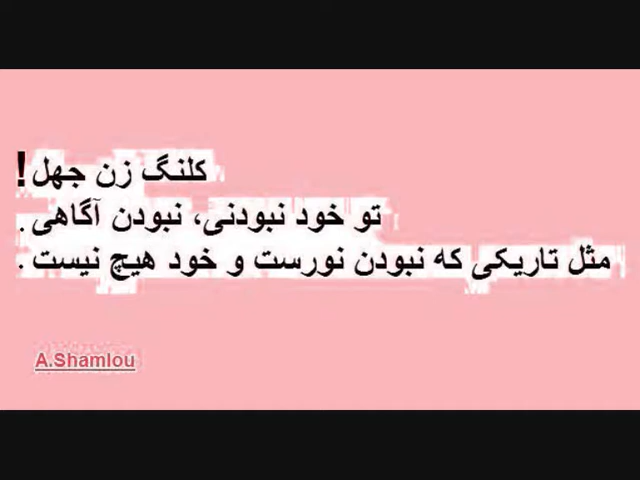 کلنگ زن جهل!
تو خود نبودنی، نبودن آگاهی.
مثل تاریکی که نبودن نورست و خود هیچ نیست.
A.Shamlou